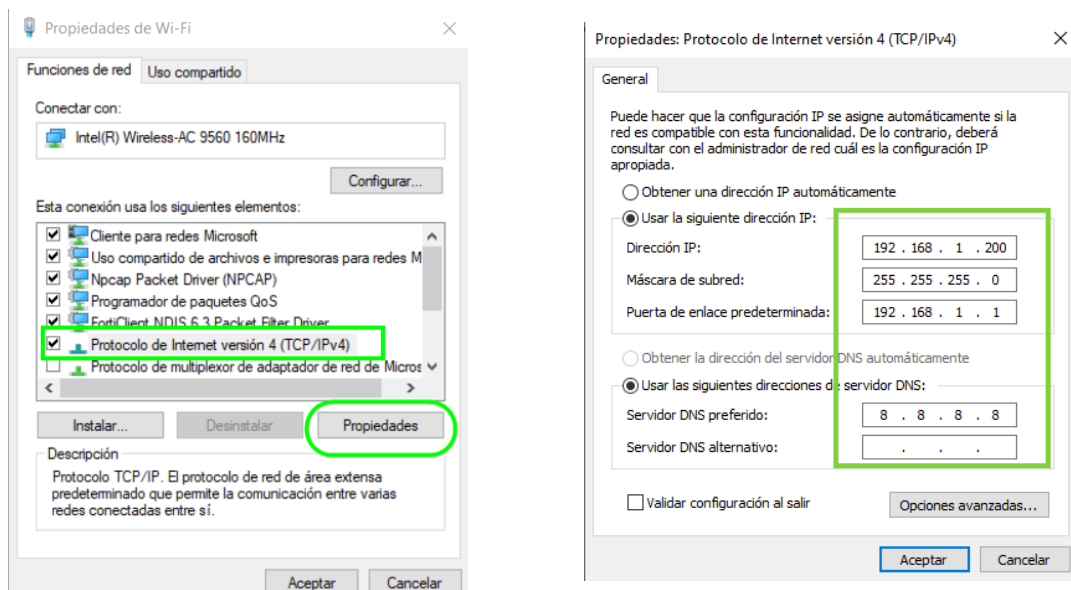 Propiedades de Wi-Fi
Funciones de red
Uso compartido
Conectar con:
Intel(R) Wireless-AC 9560 160MHz
Configurar...
Esta conexión usa los siguientes elementos:
Cliente para redes Microsoft
Uso compartido de archivos e impresoras para redes M
Npcap Packet Driver (NPCAP)
Programador de paquetes QoS
FortiClient NDIS 6.3 Packet Filter Driver
Protocolo de Internet versión 4 (TCP/IPv4)
Protocolo de multiplexor de adaptador de red de Micros
Instalar...
Desinstalar
Propiedades
Descripción
Protocolo TCP/IP. El protocolo de red de área extensa
predeterminado que permite la comunicación entre varias
redes conectadas entre sí.
Aceptar
Cancelar
Propiedades: Protocolo de Internet versión 4 (TCP/IPv4)
General
Puede hacer que la configuración IP se asigne automáticamente si la
red es compatible con esta funcionalidad. De lo contrario, deberá
consultar con el administrador de red cuál es la configuración IP
apropiada.
Obtener una dirección IP automáticamente
Usar la siguiente dirección IP:
Dirección IP: 192 . 168 . 1 . 200
Máscara de subred: 255 . 255 . 255 . 0
Puerta de enlace predeterminada: 192 . 168 . 1 . 1
Obtener la dirección del servidor DNS automáticamente
Usar las siguientes direcciones de servidor DNS:
Servidor DNS preferido: 8 . 8 . 8 . 8
Servidor DNS alternativo: . . .
Validar configuración al salir
Opciones avanzadas...
Aceptar
Cancelar